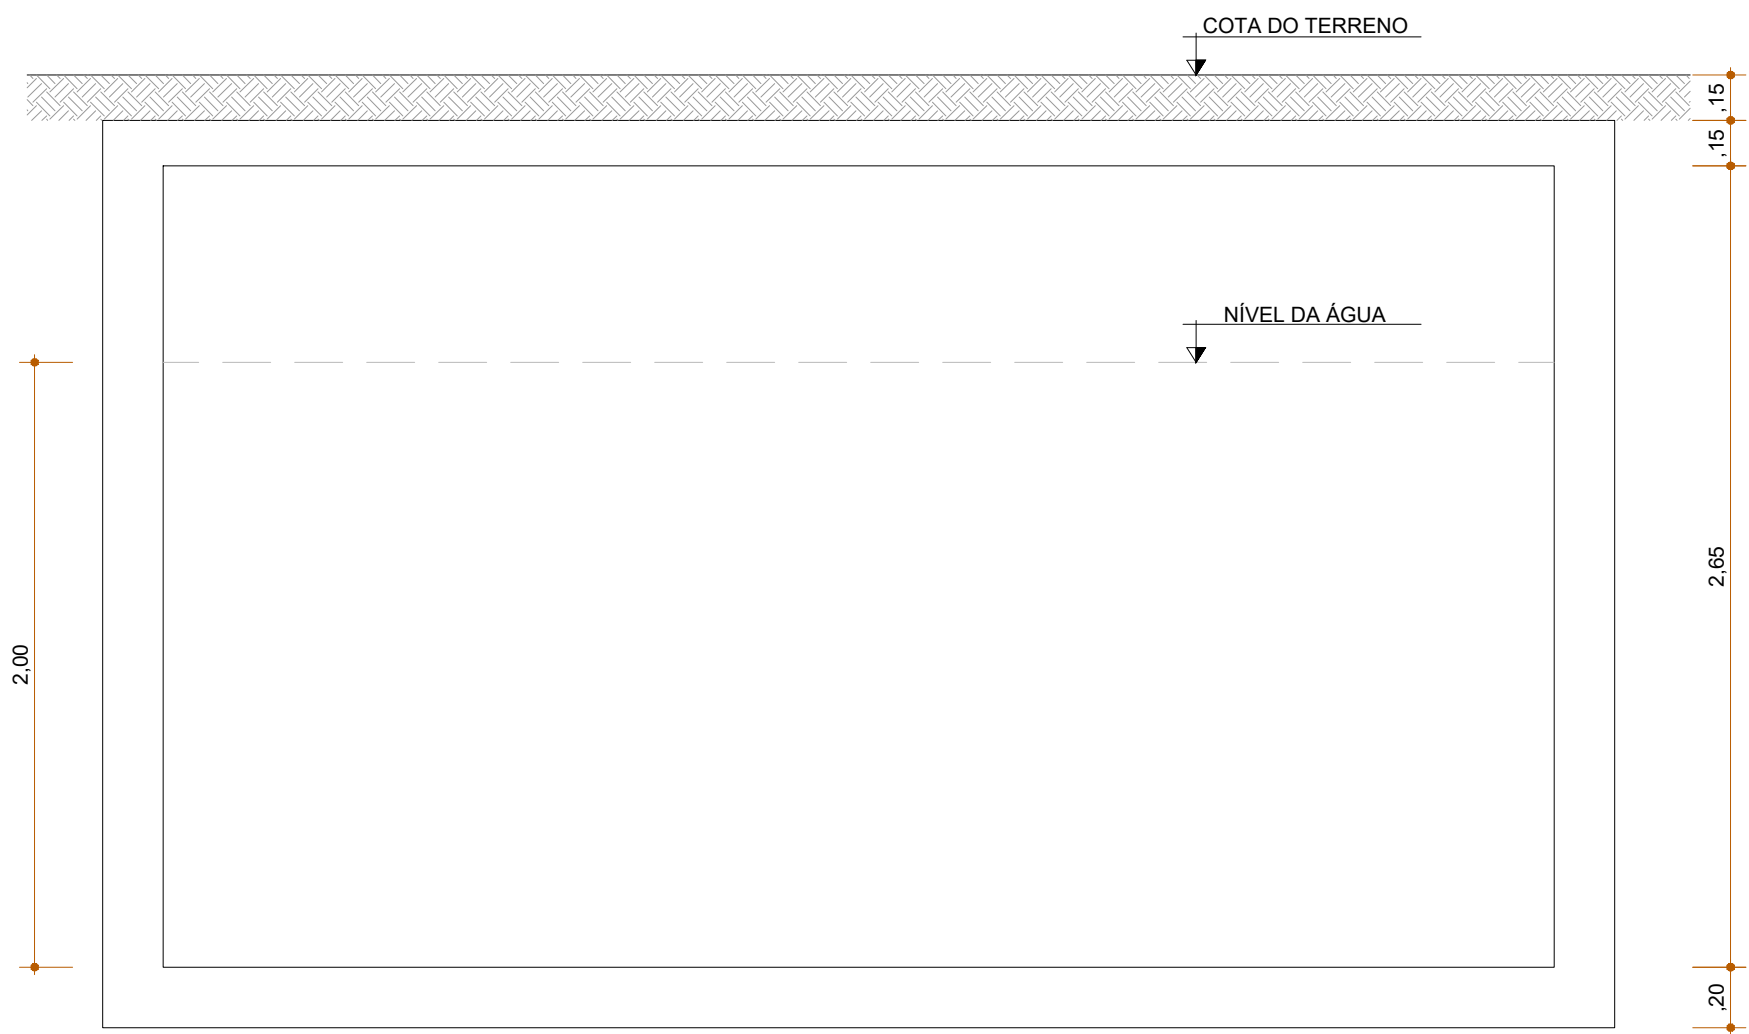 COTA DO TERRENO
,15
,15
NÍVEL DA ÁGUA
2,65
2,00
,20